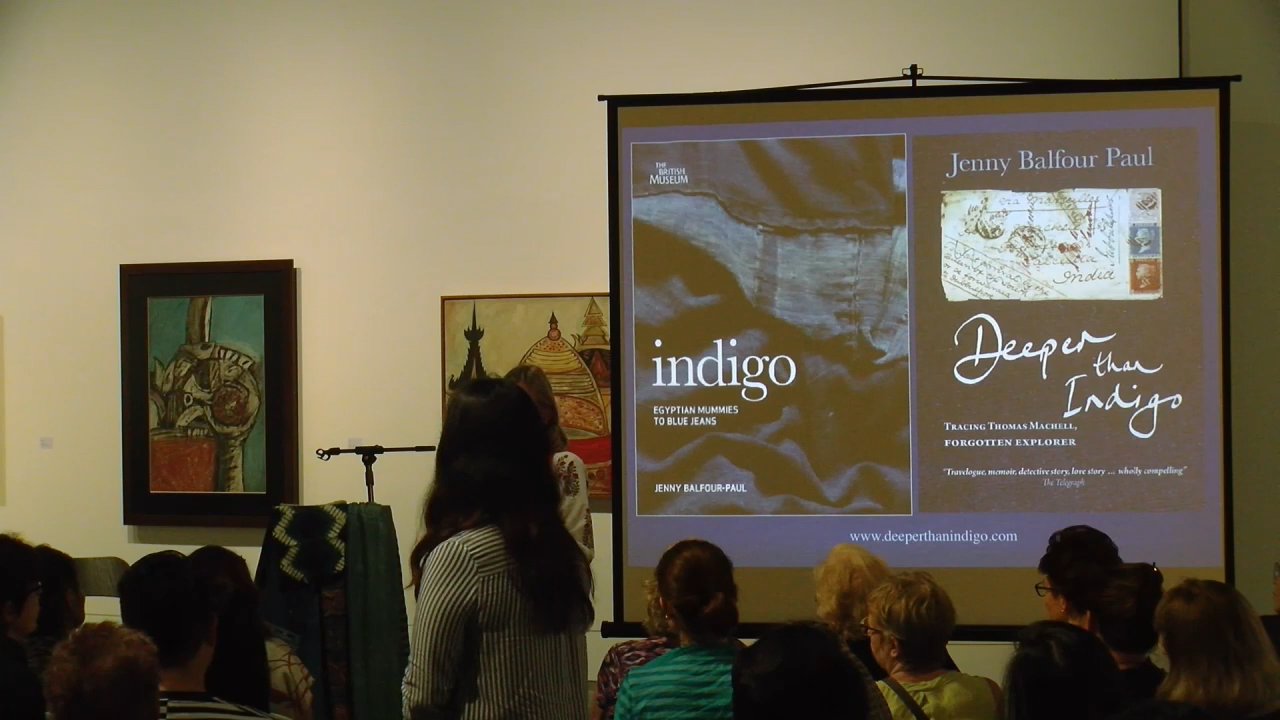 THE
BRITISH
MUSEUM
indigo
EGYPTIAN MUMMIES
TO BLUE JEANS
JENNY BALFOUR-PAUL
Jenny Balfour Paul
India
Deeper
than
Indigo
TRACING THOMAS MACHELL,
FORGOTTEN EXPLORER
"Travelogue, memoir, detective story, love story ... wholly compelling"
The Telegraph
www.deeperthanindigo.com